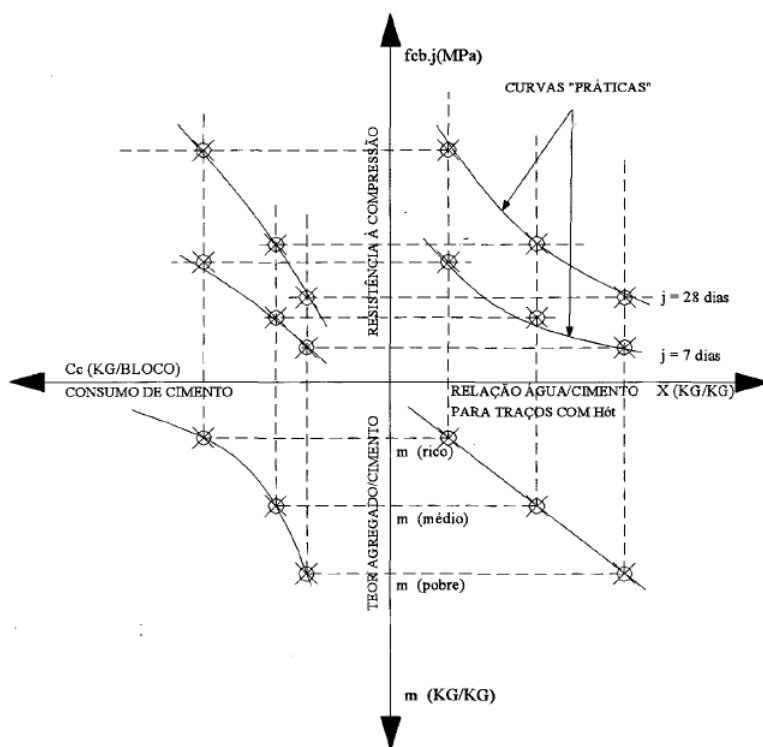 fcb.j(MPa)
CURVAS "PRÁTICAS"
RESISTÊNCIA À COMPRESSÃO
j = 28 dias
j = 7 dias
Cc (KG/BLOCO)
CONSUMO DE CIMENTO
RELAÇÃO ÁGUA/CIMENTO
PARA TRAÇOS COM Hót
X (KG/KG)
TEOR AGREGADO/CIMENTO
m (rico)
m (médio)
m (pobre)
m (KG/KG)